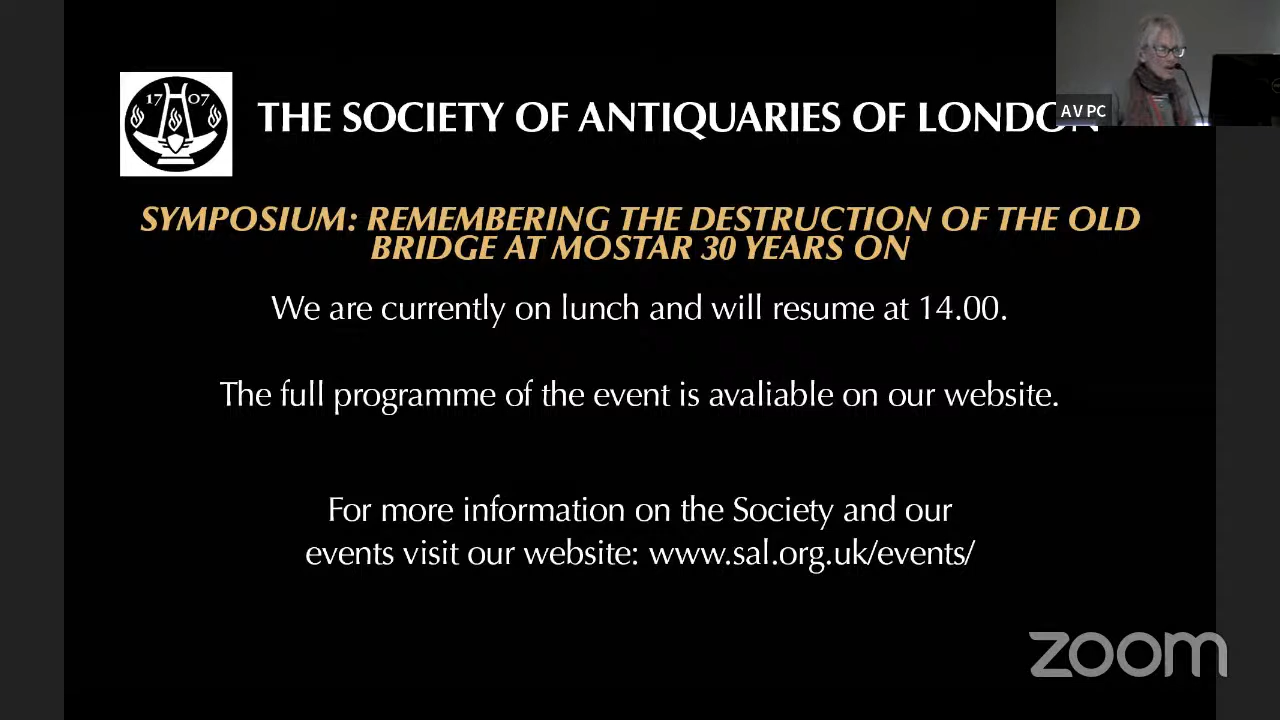 17 07
THE SOCIETY OF ANTIQUARIES OF LONDON
AV PC
SYMPOSIUM: REMEMBERING THE DESTRUCTION OF THE OLD
BRIDGE AT MOSTAR 30 YEARS ON
We are currently on lunch and will resume at 14.00.
The full programme of the event is avaliable on our website.
For more information on the Society and our
events visit our website: www.sal.org.uk/events/
zoom